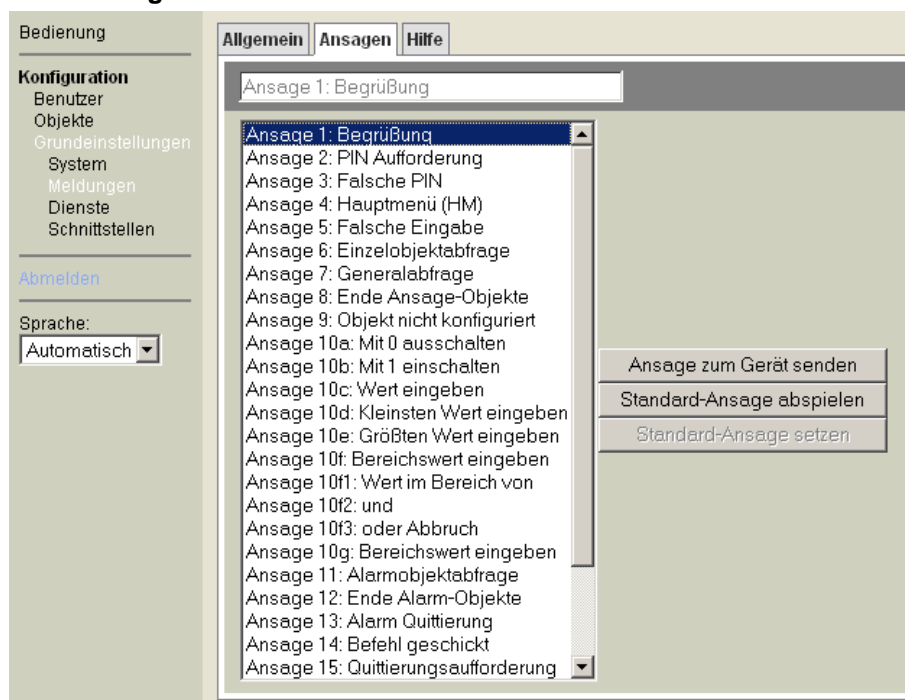 Bedienung
Konfiguration
Benutzer
Objekte
Grundeinstellungen
System
Meldungen
Dienste
Schnittstellen
Abmelden
Sprache:
Automatisch
Allgemein Ansagen Hilfe
Ansage 1: Begrüßung
Ansage 1: Begrüßung
Ansage 2: PIN Aufforderung
Ansage 3: Falsche PIN
Ansage 4: Hauptmenü (HM)
Ansage 5: Falsche Eingabe
Ansage 6: Einzelobjektabfrage
Ansage 7: Generalabfrage
Ansage 8: Ende Ansage-Objekte
Ansage 9: Objekt nicht konfiguriert
Ansage 10a: Mit 0 ausschalten
Ansage 10b: Mit 1 einschalten
Ansage 10c: Wert eingeben
Ansage 10d: Kleinsten Wert eingeben
Ansage 10e: Größten Wert eingeben
Ansage 10f: Bereichswert eingeben
Ansage 10f1: Wert im Bereich von
Ansage 10f2: und
Ansage 10f3: oder Abbruch
Ansage 10g: Bereichswert eingeben
Ansage 11: Alarmobjektabfrage
Ansage 12: Ende Alarm-Objekte
Ansage 13: Alarm Quittierung
Ansage 14: Befehl geschickt
Ansage 15: Quittierungsaufforderung
Ansage zum Gerät senden
Standard-Ansage abspielen
Standard-Ansage setzen